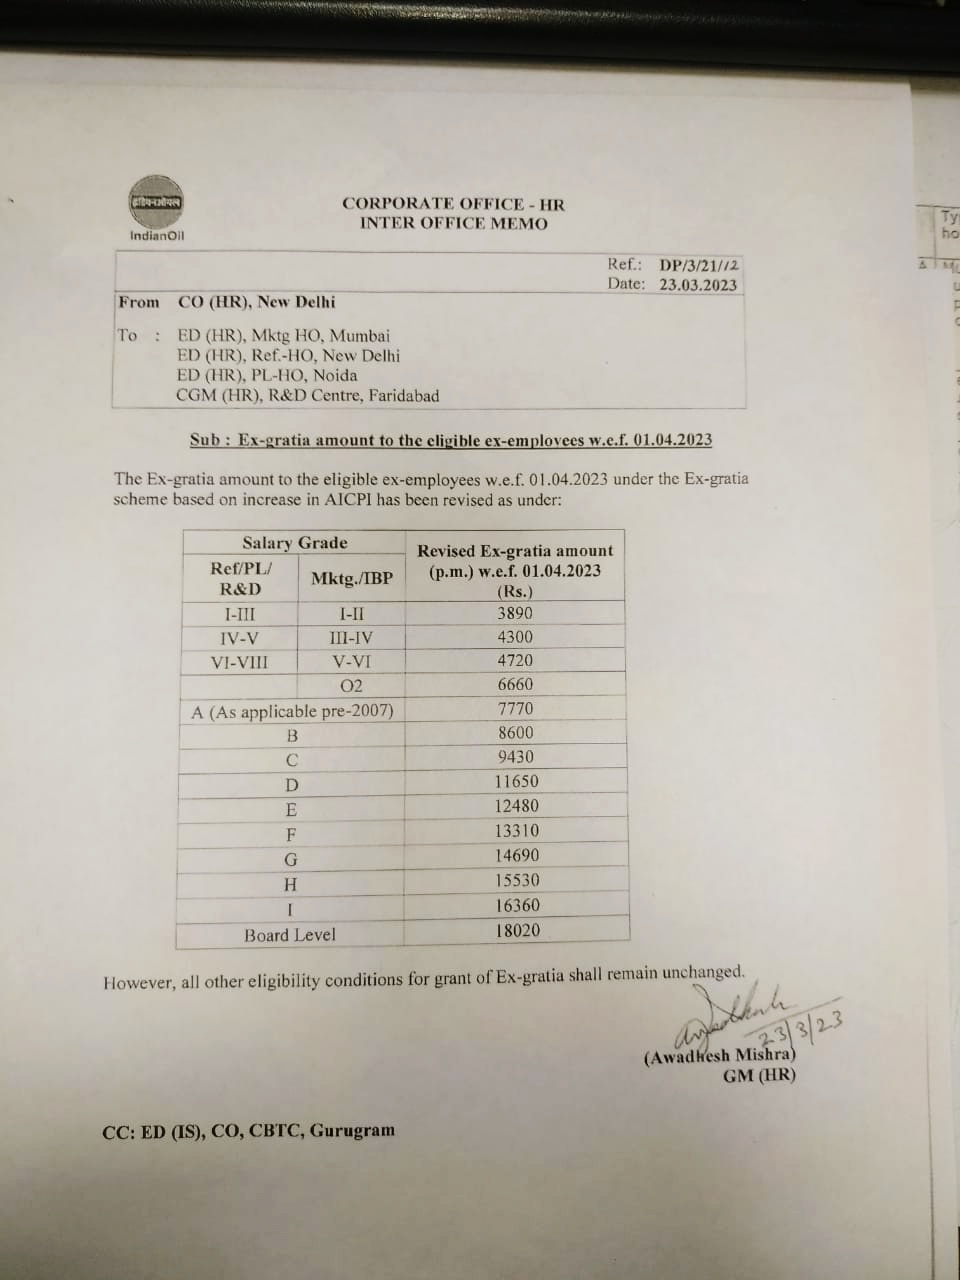 इंडियनऑयल
IndianOil
CORPORATE OFFICE - HR
INTER OFFICE MEMO
Ref.: DP/3/21/12
Date: 23.03.2023
From CO (HR), New Delhi
To : ED (HR), Mktg HO, Mumbai
ED (HR), Ref.-HO, New Delhi
ED (HR), PL-HO, Noida
CGM (HR), R&D Centre, Faridabad
Sub : Ex-gratia amount to the eligible ex-employees w.e.f. 01.04.2023
The Ex-gratia amount to the eligible ex-employees w.e.f. 01.04.2023 under the Ex-gratia
scheme based on increase in AICPI has been revised as under:
Salary Grade
Ref/PL/
R&D
Mktg./IBP
Revised Ex-gratia amount
(p.m.) w.e.f. 01.04.2023
(Rs.)
I-III I-II 3890
IV-V III-IV 4300
VI-VIII V-VI 4720
O2 6660
A (As applicable pre-2007) 7770
B 8600
C 9430
D 11650
E 12480
F 13310
G 14690
H 15530
I 16360
Board Level 18020
However, all other eligibility conditions for grant of Ex-gratia shall remain unchanged.
23/3/23
(Awadhesh Mishra)
GM (HR)
CC: ED (IS), CO, CBTC, Gurugram
Ty
ho